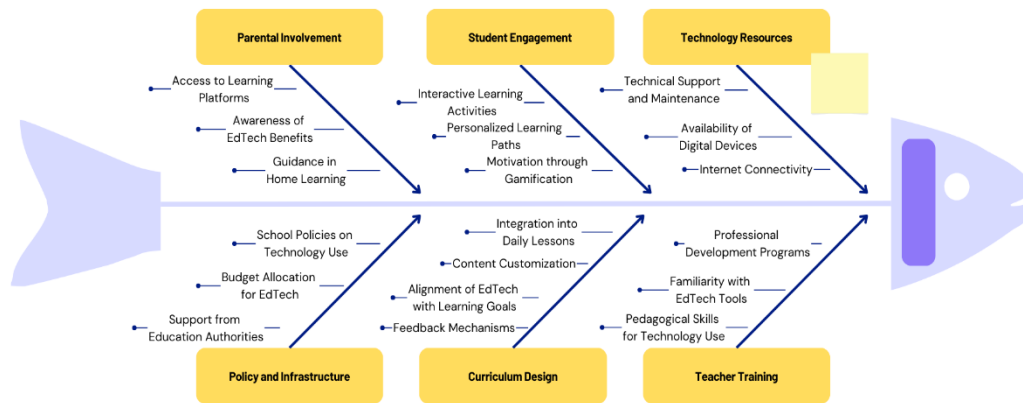 Parental Involvement
Student Engagement
Technology Resources
Access to Learning
Platforms
Awareness of
EdTech Benefits
Guidance in
Home Learning
Interactive Learning
Activities
Personalized Learning
Paths
Motivation through
Gamification
Technical Support
and Maintenance
Availability of
Digital Devices
Internet Connectivity
School Policies on
Technology Use
Budget Allocation
for EdTech
Support from
Education Authorities
Integration into
Daily Lessons
Content Customization
Alignment of EdTech
with Learning Goals
Feedback Mechanisms
Professional
Development Programs
Familiarity with
EdTech Tools
Pedagogical Skills
for Technology Use
Policy and Infrastructure
Curriculum Design
Teacher Training